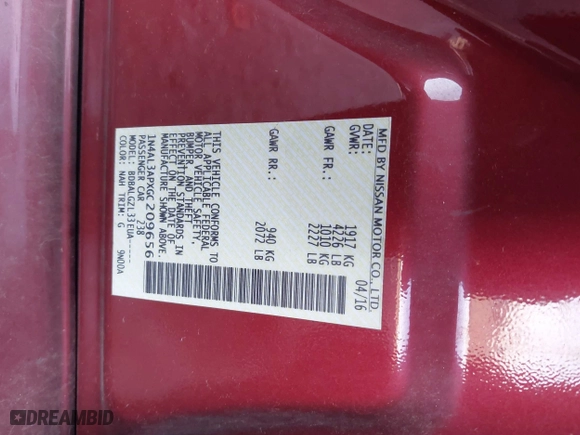 MFD BY NISSAN MOTOR CO., LTD.
DATE: 04/16
GVWR: 1917 KG
4226 LB
GAWR FR.: 1010 KG
2227 LB
GAWR RR.: 940 KG
2072 LB
THIS VEHICLE CONFORMS TO
ALL APPLICABLE FEDERAL
MOTOR VEHICLE SAFETY,
BUMPER, AND THEFT
PREVENTION STANDARDS IN
EFFECT ON THE DATE OF
MANUFACTURE SHOWN ABOVE.
1N4AL3APXGC209656
PASSENGER CAR 238
MODEL: BDBALGZL33EUA------
COLOR: NAH TRIM: G 9N00A
DREAMBID